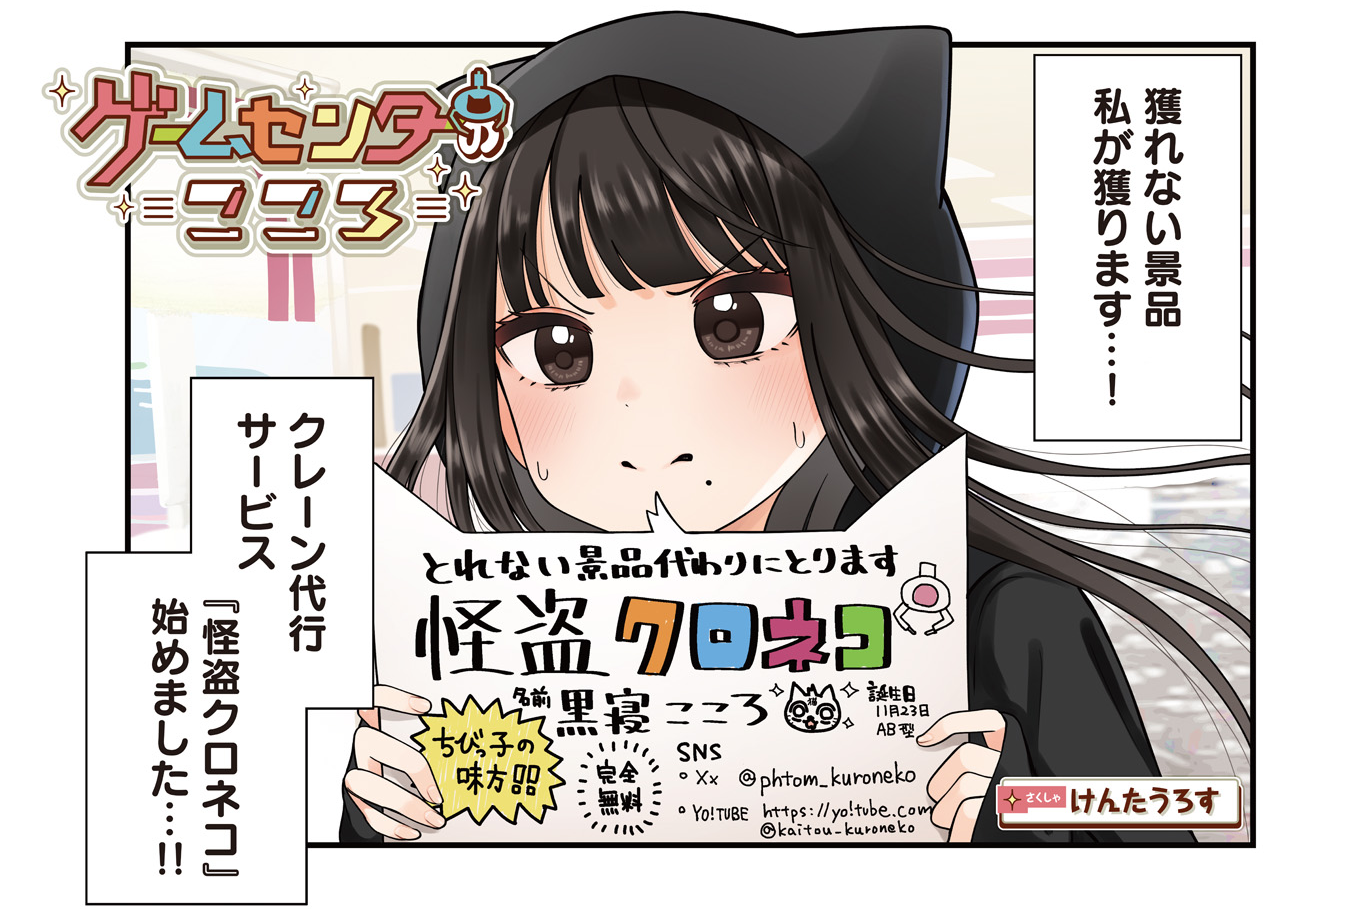 ゲームセンター
こころ
獲れない景品
私が獲ります…！
クレーン代行
サービス
『怪盗クロネコ』
始めました…!!
とれない景品代わりにとります
怪盗クロネコ
名前 黒寝こころ
誕生日
11月23日
AB型
ちびっ子の
味方!!
完全
無料
SNS
○ Xx @phtom_kuroneko
○ YO!TUBE https://yo!tube.com
@kaitou_kuroneko
さくしゃ けんたうろす